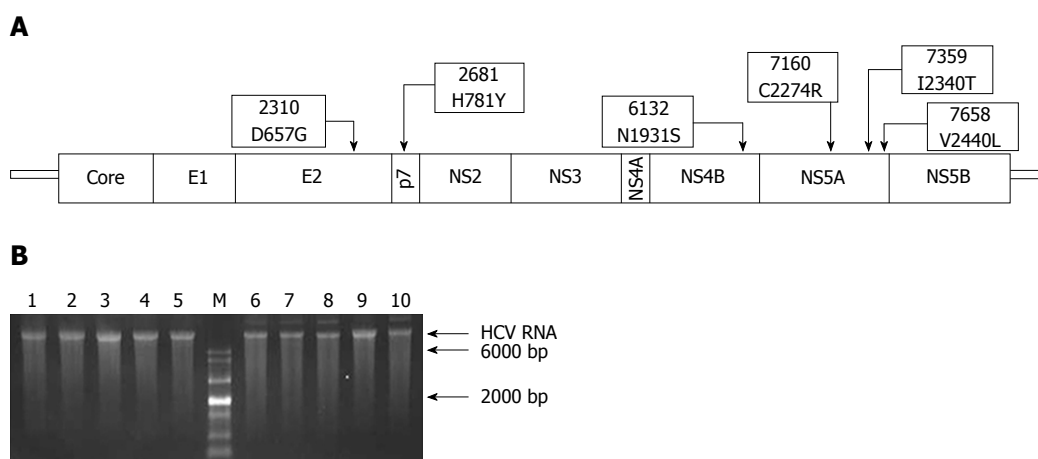 A
2310
D657G
2681
H781Y
6132
N1931S
7160
C2274R
7359
I2340T
7658
V2440L
Core E1 E2 p7 NS2 NS3 NS4A NS4B NS5A NS5B
B
1 2 3 4 5 M 6 7 8 9 10
HCV RNA
6000 bp
2000 bp